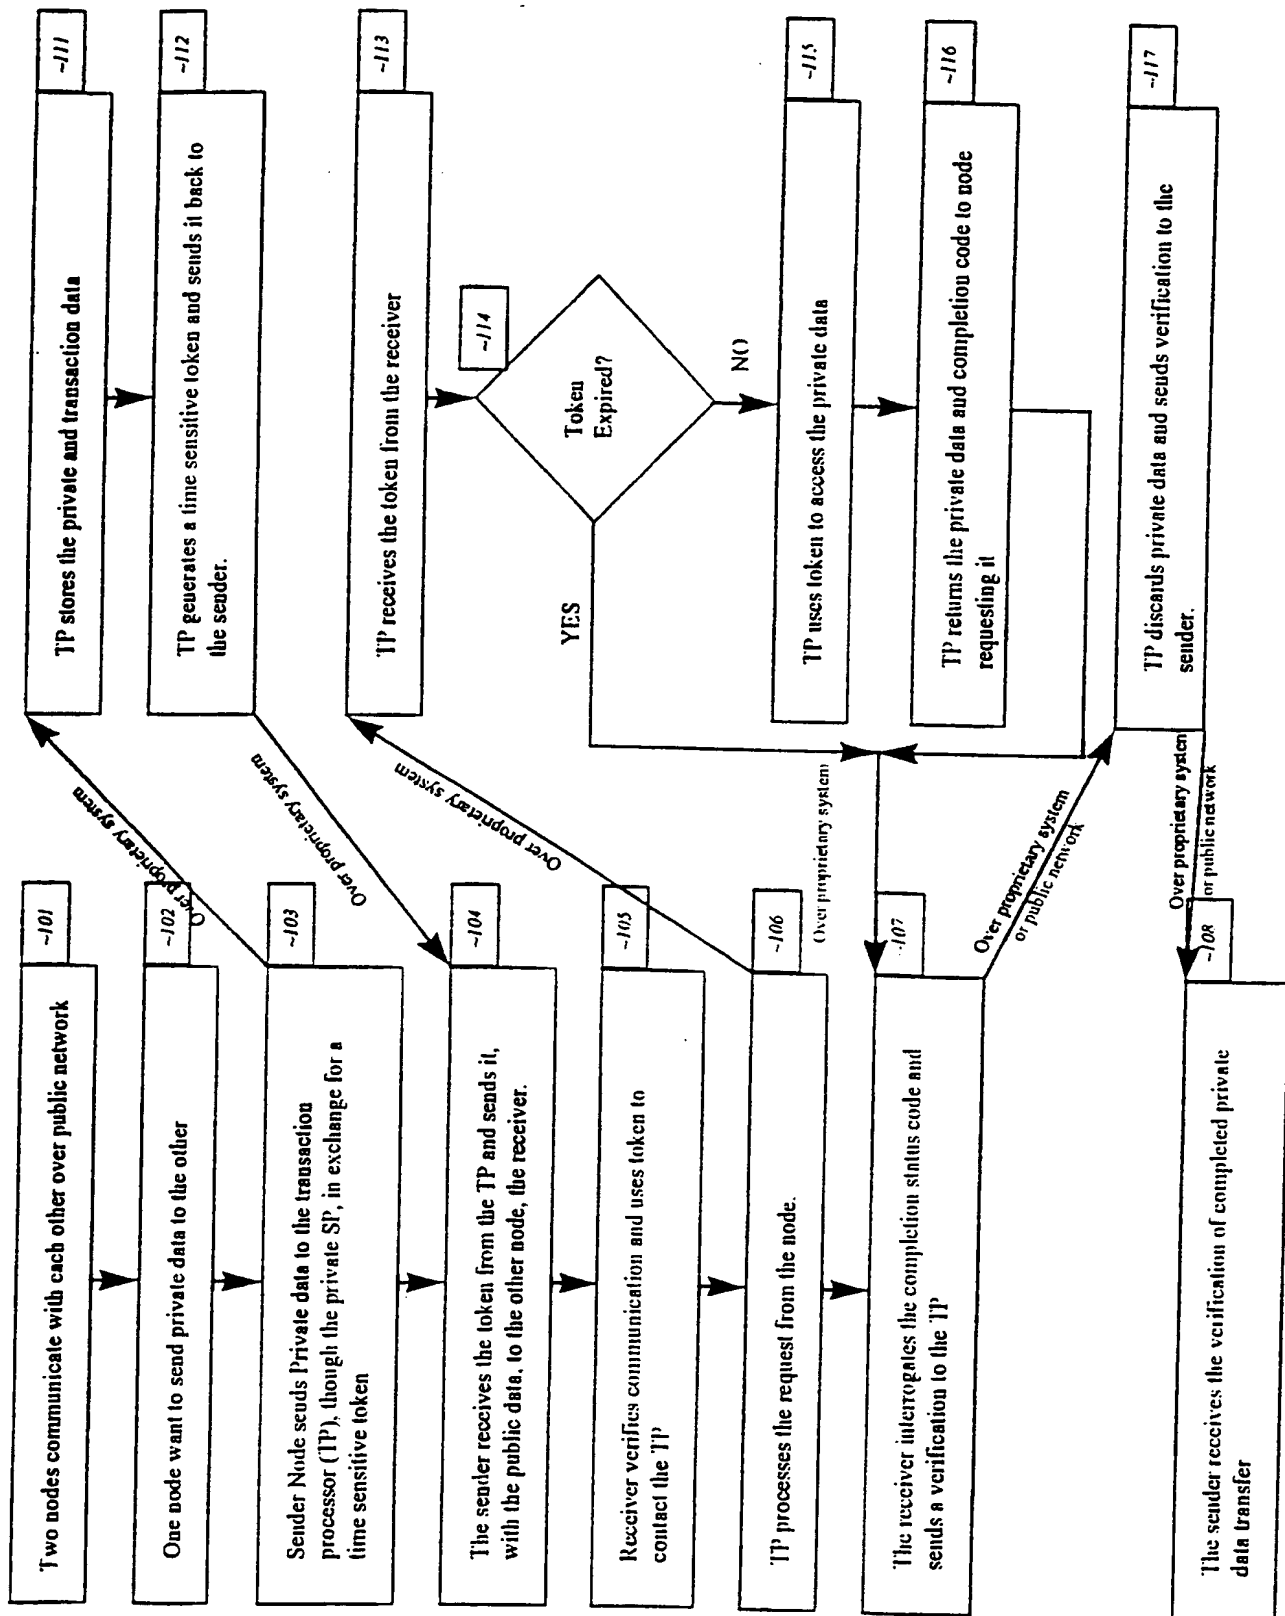 ~101
Two nodes communicate with each other over public network
~102
One node want to send private data to the other
~103
Sender Node sends Private data to the transaction
processor (TP), though the private SP, in exchange for a
time sensitive token
~104
The sender receives the token from the TP and sends it,
with the public data, to the other node, the receiver.
~105
Receiver verifies communication and uses token to
contact the TP
~106
TP processes the request from the node.
~107
The receiver interrogates the completion status code and
sends a verification to the TP
~108
The sender receives the verification of completed private
data transfer
Over proprietary system
Over proprietary system
Over proprietary system
(Over proprietary system)
Over proprietary system
or public network
Over proprietary system
or public network
~111
TP stores the private and transaction data
~112
TP generates a time sensitive token and sends it back to
the sender.
~113
TP receives the token from the receiver
~114
Token
Expired?
YES
NO
~115
TP uses token to access the private data
~116
TP returns the private data and completion code to node
requesting it
~117
TP discards private data and sends verification to the
sender.